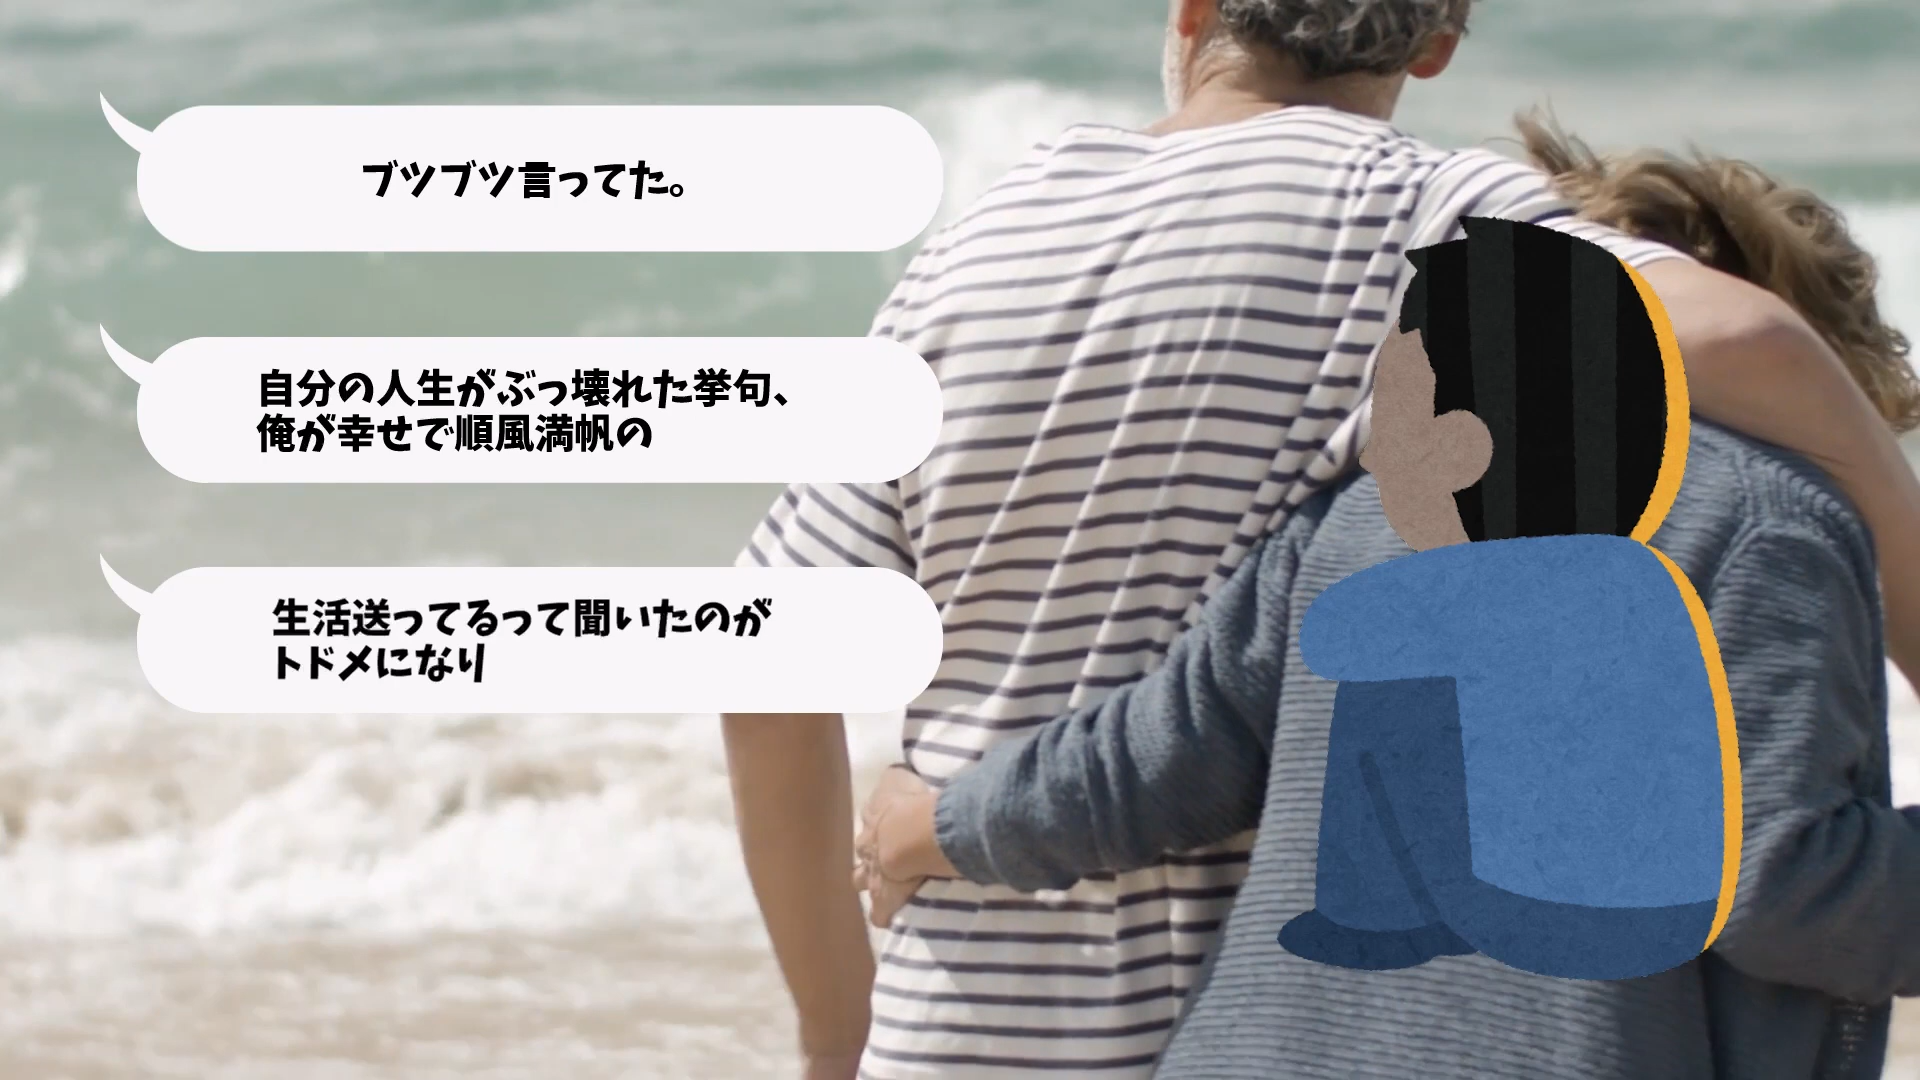 ブツブツ言ってた。
自分の人生がぶっ壊れた挙句、
俺が幸せで順風満帆の
生活送ってるって聞いたのが
トドメになり